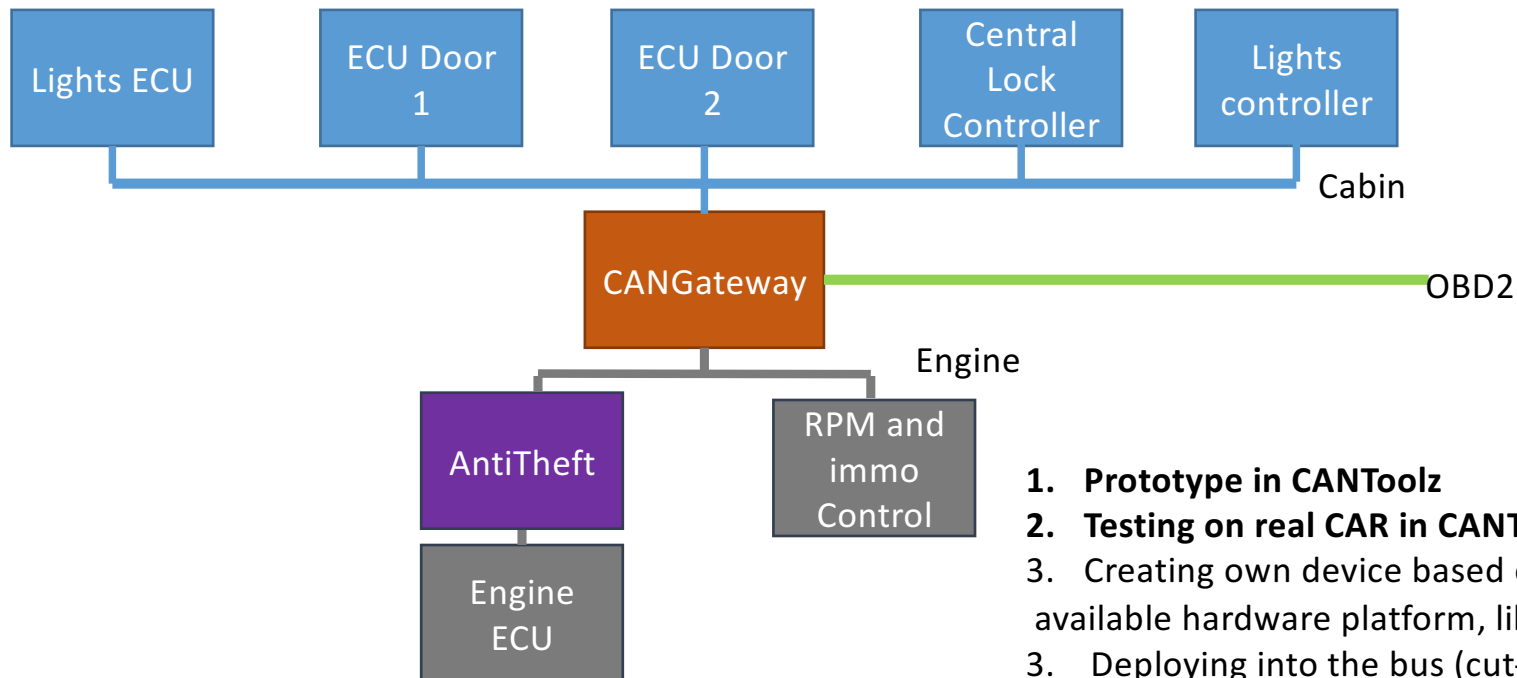 Lights ECU
ECU Door
1
ECU Door
2
Central
Lock
Controller
Lights
controller
Cabin
CANGateway
OBD2
Engine
AntiTheft
RPM and
immo
Control
Engine
ECU
1. Prototype in CANToolz
2. Testing on real CAR in
3. Creating own device based
available hardware platform,
3. Deploying into the bus